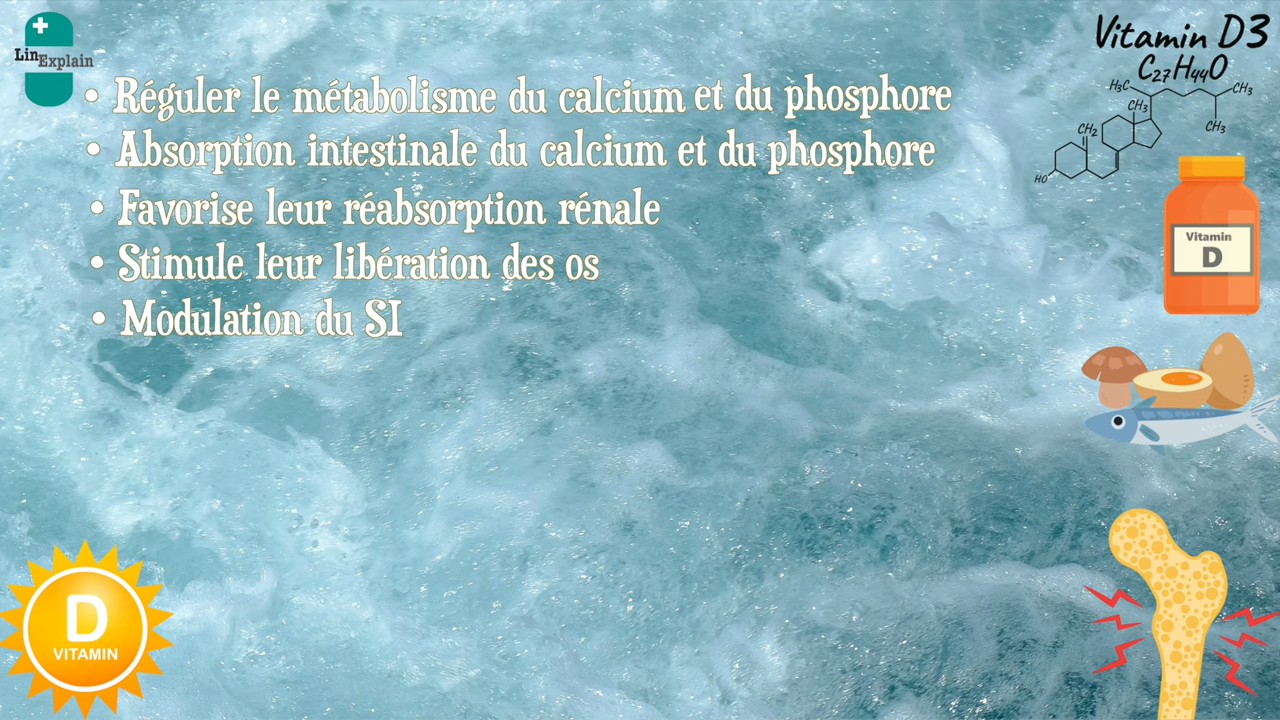 LinExplain
• Réguler le métabolisme du calcium et du phosphore
• Absorption intestinale du calcium et du phosphore
• Favorise leur réabsorption rénale
• Stimule leur libération des os
• Modulation du SI
Vitamin D3
C₂₇H₄₄O
H₃C
CH₃
CH₃
CH₃
CH₂
HO
Vitamin
D
D
VITAMIN